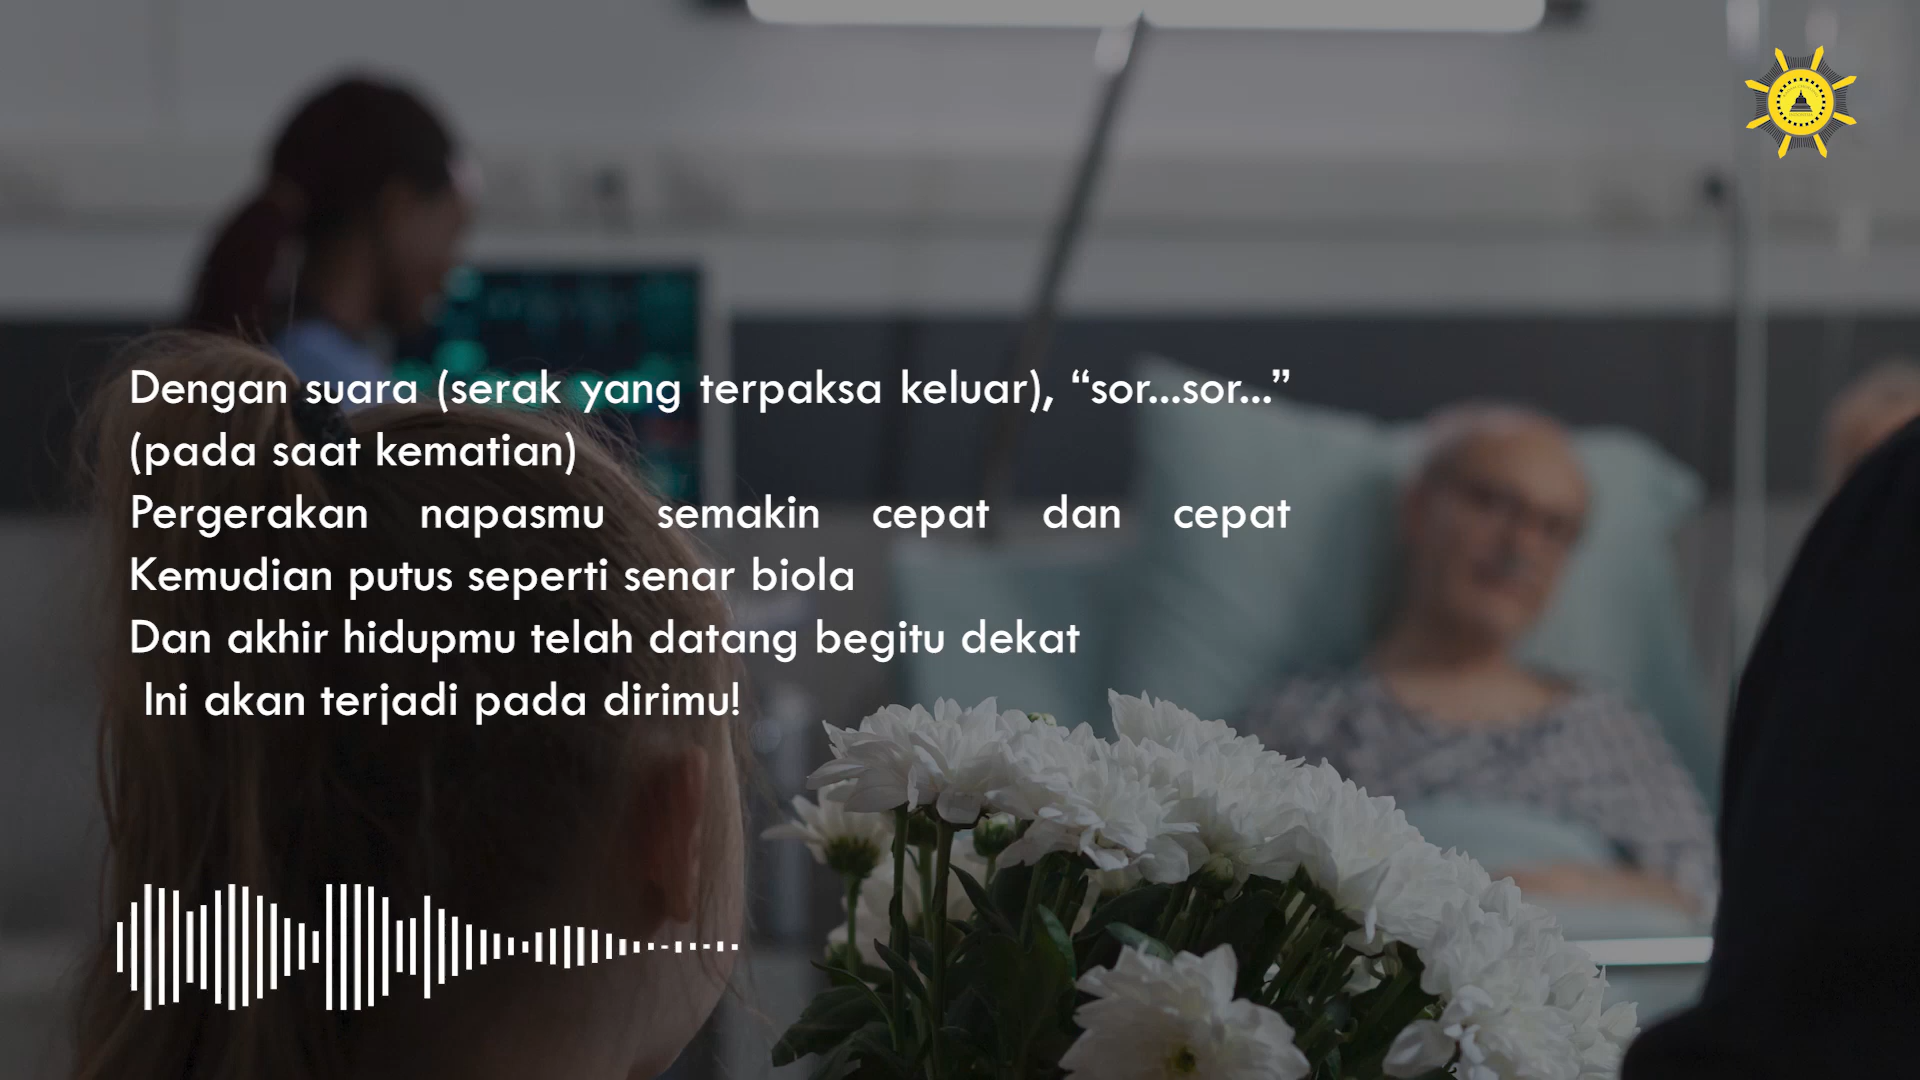 Dengan suara (serak yang terpaksa keluar), “sor...sor...”
(pada saat kematian)
Pergerakan napasmu semakin cepat dan cepat
Kemudian putus seperti senar biola
Dan akhir hidupmu telah datang begitu dekat
Ini akan terjadi pada dirimu!